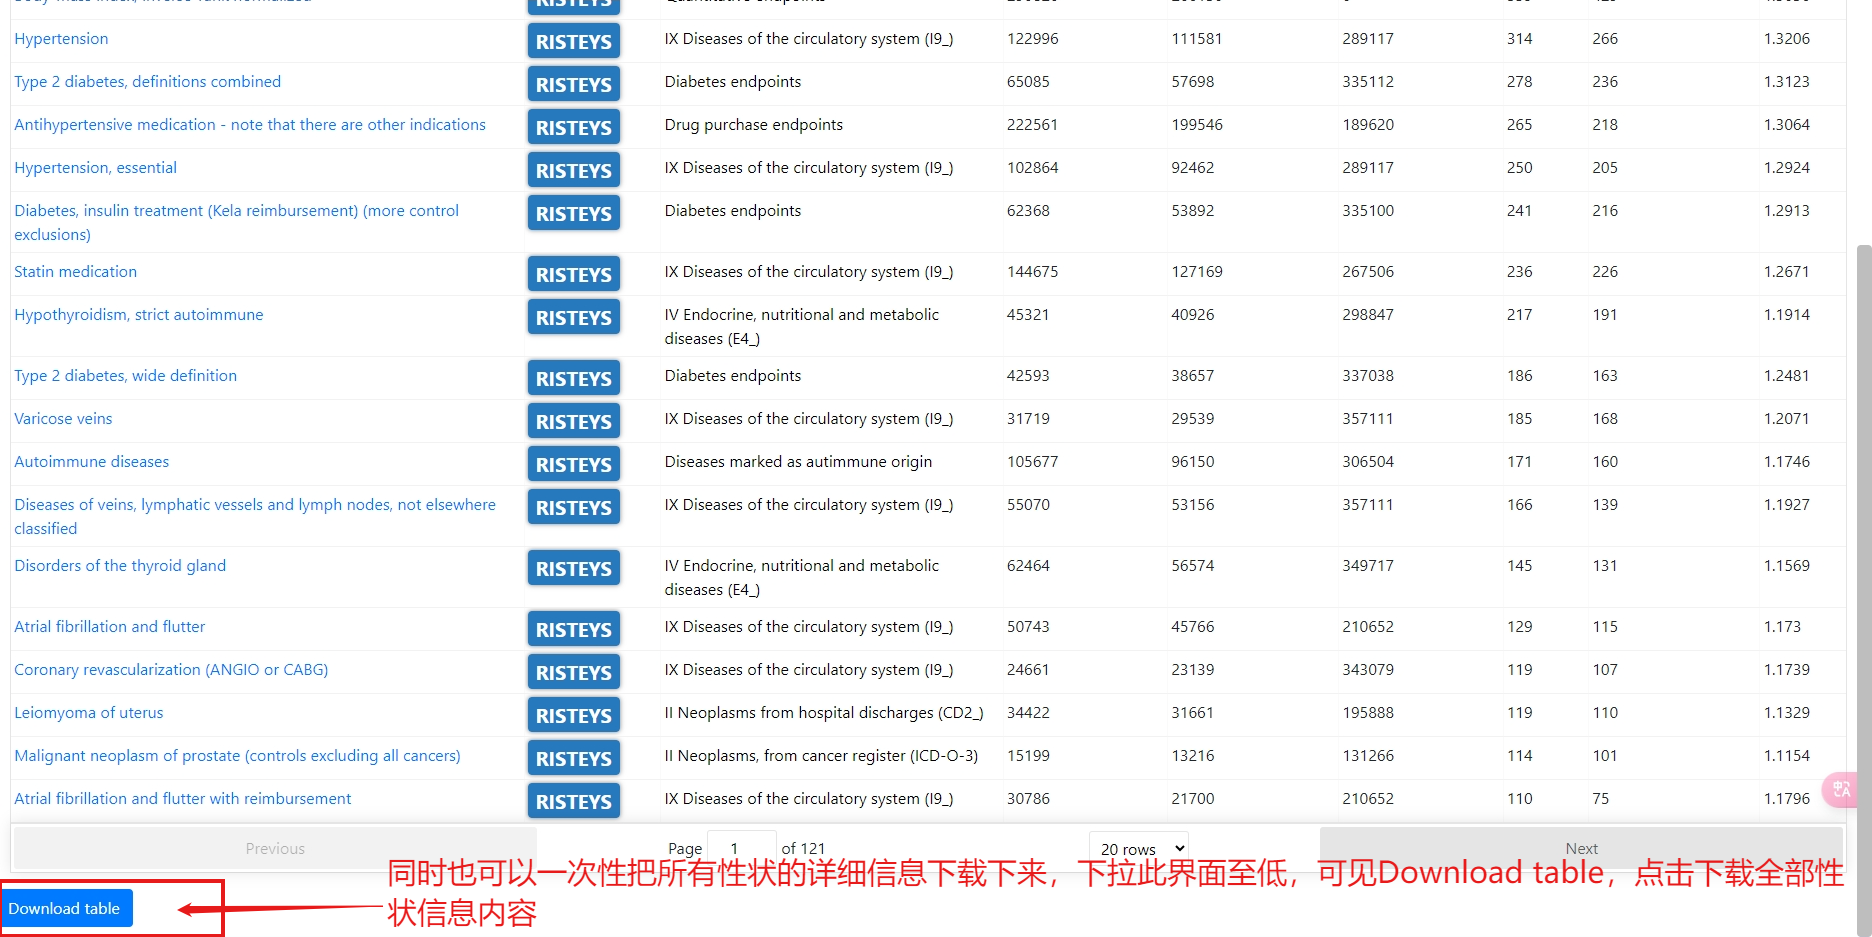 Hypertension RISTEYS IX Diseases of the circulatory system (I9_) 122996 111581 289117 314 266 1.3206
Type 2 diabetes, definitions combined RISTEYS Diabetes endpoints 65085 57698 335112 278 236 1.3123
Antihypertensive medication - note that there are other indications RISTEYS Drug purchase endpoints 222561 199546 189620 265 218 1.3064
Hypertension, essential RISTEYS IX Diseases of the circulatory system (I9_) 102864 92462 289117 250 205 1.2924
Diabetes, insulin treatment (Kela reimbursement) (more control RISTEYS Diabetes endpoints 62368 53892 335100 241 216 1.2913
exclusions)
Statin medication RISTEYS IX Diseases of the circulatory system (I9_) 144675 127169 267506 236 226 1.2671
Hypothyroidism, strict autoimmune RISTEYS IV Endocrine, nutritional and metabolic 45321 40926 298847 217 191 1.1914
diseases (E4_)
Type 2 diabetes, wide definition RISTEYS Diabetes endpoints 42593 38657 337038 186 163 1.2481
Varicose veins RISTEYS IX Diseases of the circulatory system (I9_) 31719 29539 357111 185 168 1.2071
Autoimmune diseases RISTEYS Diseases marked as autimmune origin 105677 96150 306504 171 160 1.1746
Diseases of veins, lymphatic vessels and lymph nodes, not elsewhere RISTEYS IX Diseases of the circulatory system (I9_) 55070 53156 357111 166 139 1.1927
classified
Disorders of the thyroid gland RISTEYS IV Endocrine, nutritional and metabolic 62464 56574 349717 145 131 1.1569
diseases (E4_)
Atrial fibrillation and flutter RISTEYS IX Diseases of the circulatory system (I9_) 50743 45766 210652 129 115 1.173
Coronary revascularization (ANGIO or CABG) RISTEYS IX Diseases of the circulatory system (I9_) 24661 23139 343079 119 107 1.1739
Leiomyoma of uterus RISTEYS II Neoplasms from hospital discharges (CD2_) 34422 31661 195888 119 110 1.1329
Malignant neoplasm of prostate (controls excluding all cancers) RISTEYS II Neoplasms, from cancer register (ICD-O-3) 15199 13216 131266 114 101 1.1154
Atrial fibrillation and flutter with reimbursement RISTEYS IX Diseases of the circulatory system (I9_) 30786 21700 210652 110 75 1.1796
Previous Page 1 of 121 20 rows Next
同时也可以一次性把所有性状的详细信息下载下来，下拉此界面至低，可见Download table，点击下载全部性
状信息内容
Download table